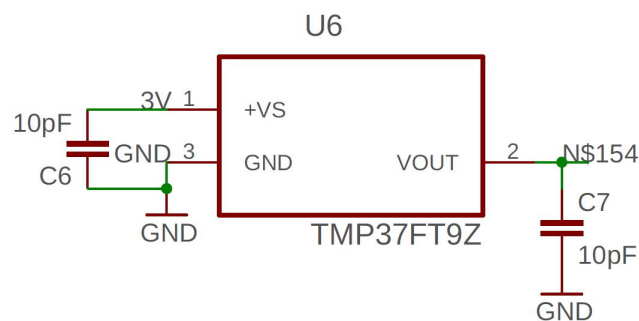 U6
3V 1
+VS
10pF
GND 3
GND
VOUT
2 N$154
C6
C7
GND
TMP37FT9Z
10pF
GND